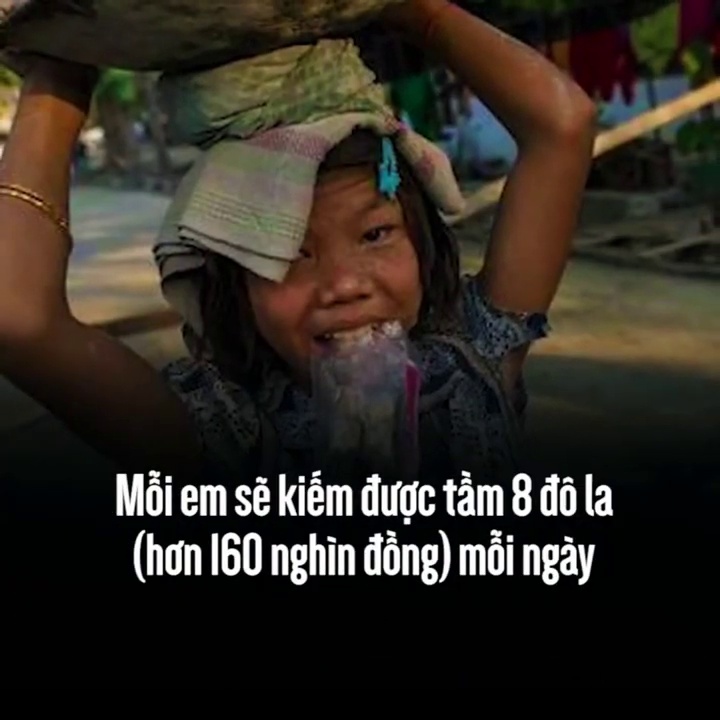 Mỗi em sẽ kiếm được tầm 8 đô la
(hơn 160 nghìn đồng) mỗi ngày